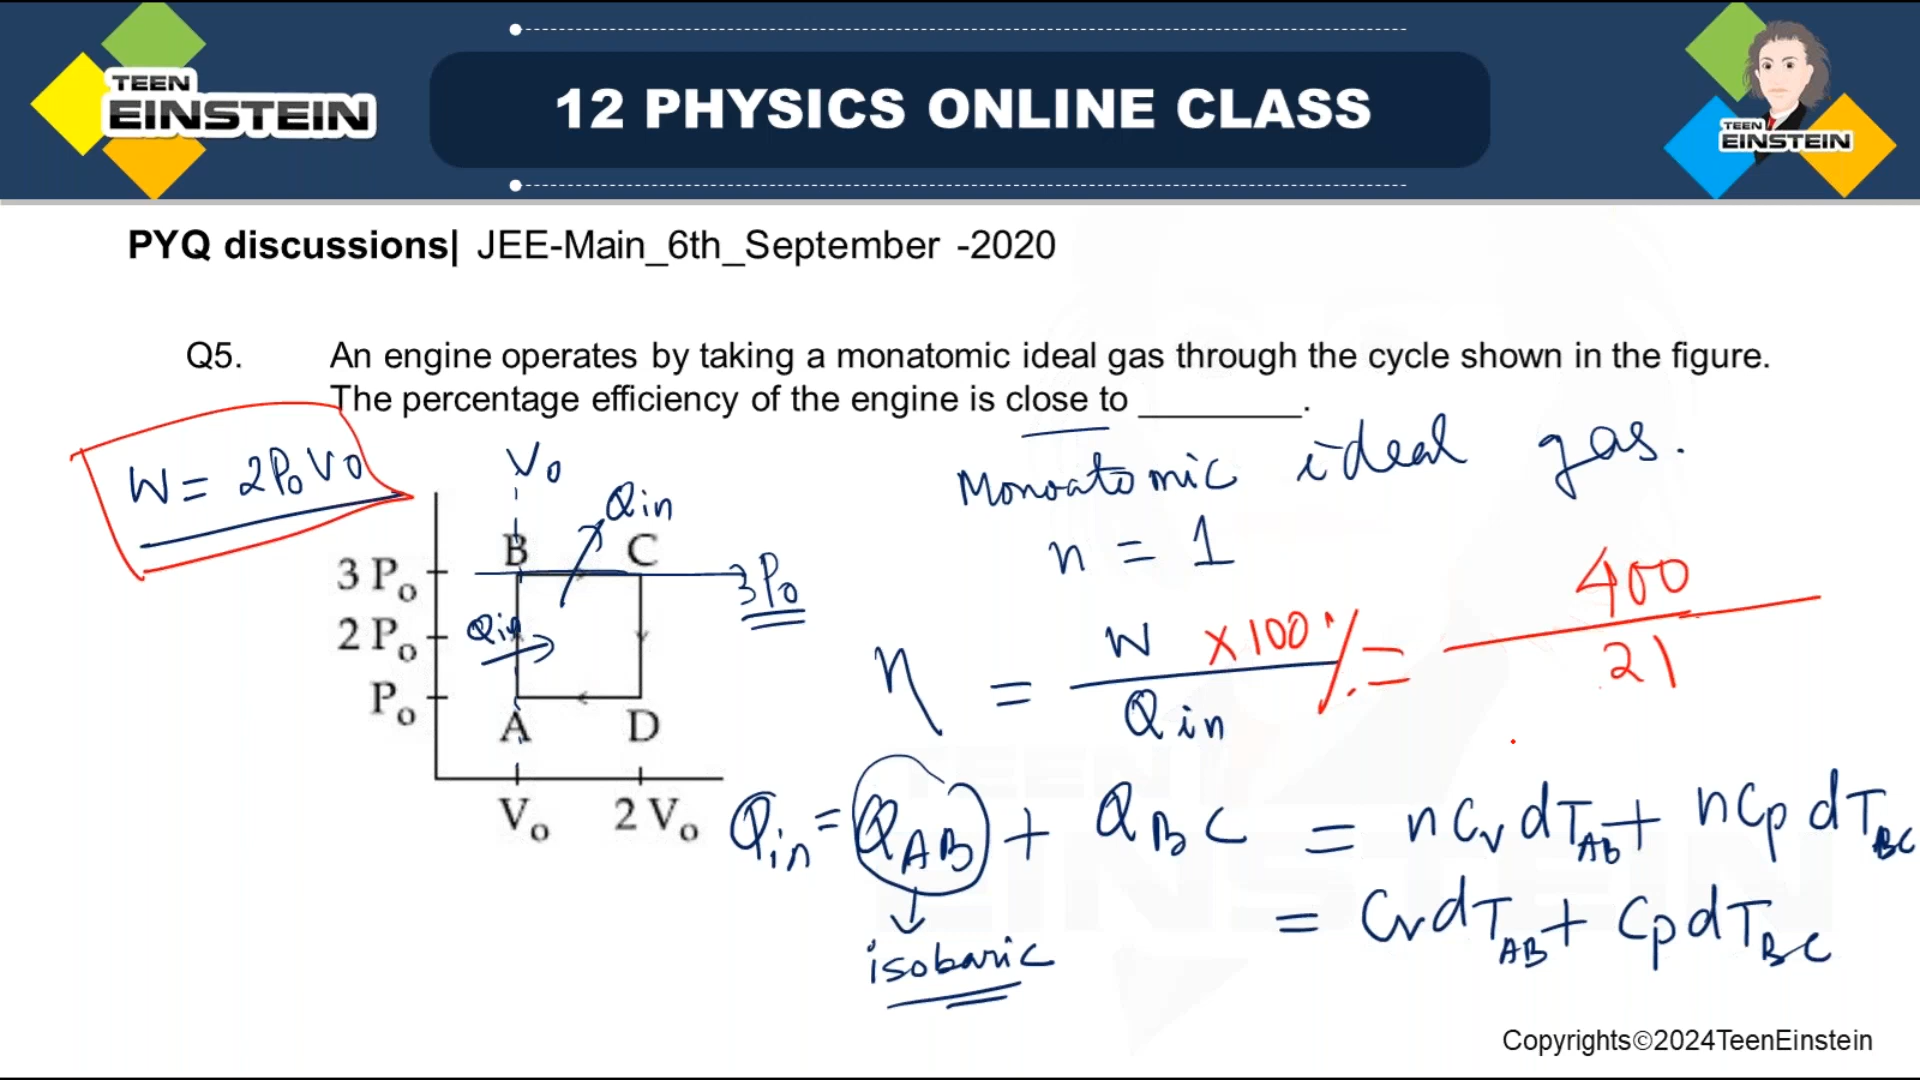 TEEN
EINSTEIN
12 PHYSICS ONLINE CLASS
TEEN
EINSTEIN
PYQ discussions| JEE-Main_6th_September -2020
Q5. An engine operates by taking a monatomic ideal gas through the cycle shown in the figure.
The percentage efficiency of the engine is close to _________.
W = 2P₀V₀
V₀
Qin
B C
3 P₀
3P₀
2 P₀
Qin
P₀
A D
V₀ 2 V₀
Monoatomic ideal gas.
n = 1
η = W/Qin × 100 % = 400/21
Qin = QAB + QBC = nCv dTAB + nCp dTBC
= Cv dTAB + Cp dTBC
isobaric
TEEN
EINSTEIN
Copyrights©2024TeenEinstein